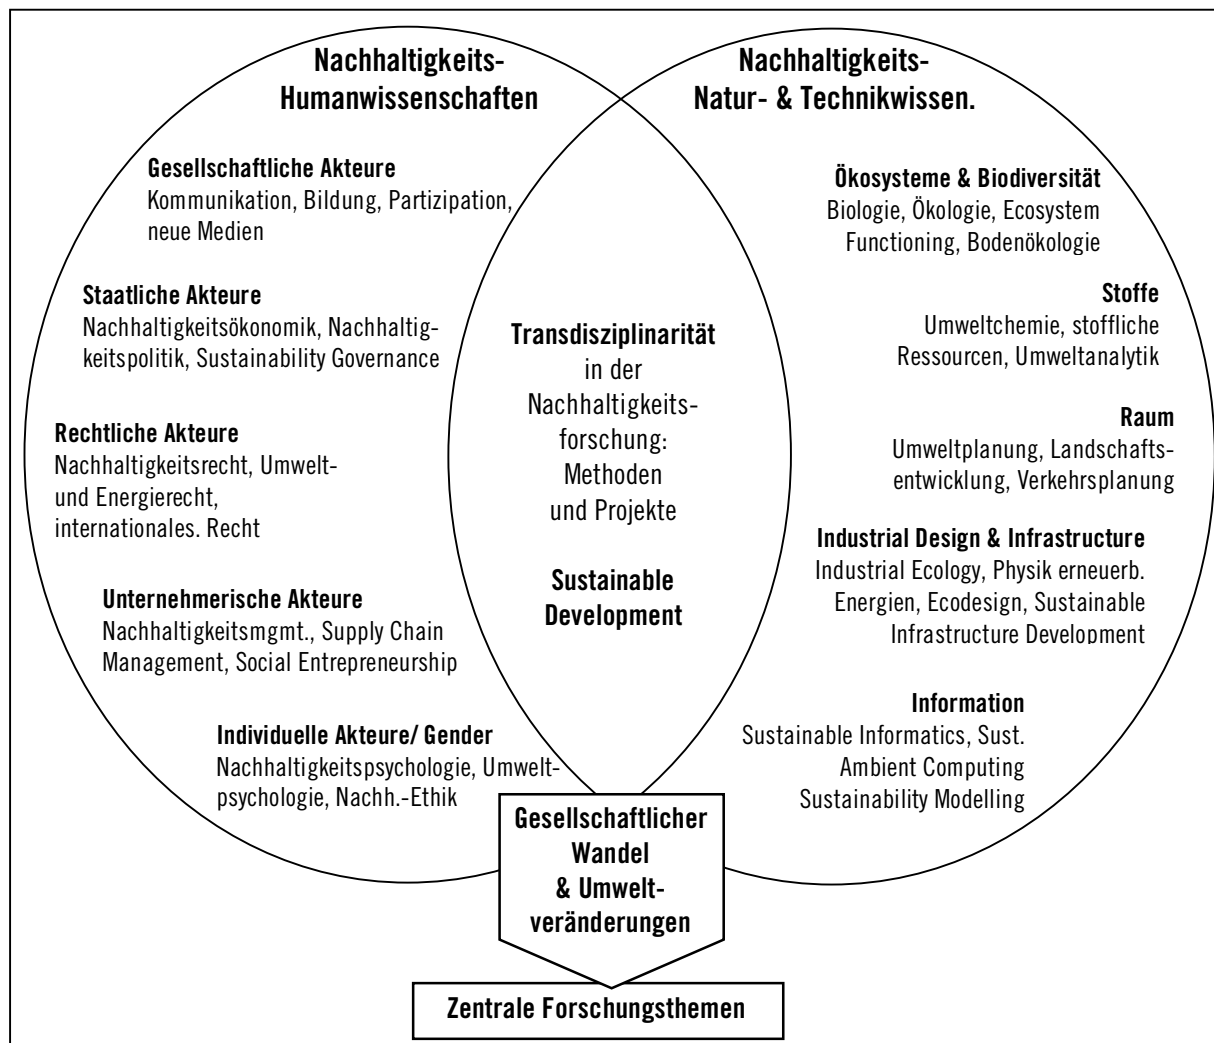 Nachhaltigkeits-
Humanwissenschaften
Gesellschaftliche Akteure
Kommunikation, Bildung, Partizipation,
neue Medien
Staatliche Akteure
Nachhaltigkeitsökonomik, Nachhaltig-
keitspolitik, Sustainability Governance
Rechtliche Akteure
Nachhaltigkeitsrecht, Umwelt-
und Energierecht,
internationales. Recht
Unternehmerische Akteure
Nachhaltigkeitsmgmt., Supply Chain
Management, Social Entrepreneurship
Individuelle Akteure/ Gender
Nachhaltigkeitspsychologie, Umwelt-
psychologie, Nachh.-Ethik
Transdisziplinarität
in der
Nachhaltigkeits-
forschung:
Methoden
und Projekte
Sustainable
Development
Nachhaltigkeits-
Natur- & Technikwissen.
Ökosysteme & Biodiversität
Biologie, Ökologie, Ecosystem
Functioning, Bodenökologie
Stoffe
Umweltchemie, stoffliche
Ressourcen, Umweltanalytik
Raum
Umweltplanung, Landschafts-
entwicklung, Verkehrsplanung
Industrial Design & Infrastructure
Industrial Ecology, Physik erneuerb.
Energien, Ecodesign, Sustainable
Infrastructure Development
Information
Sustainable Informatics, Sust.
Ambient Computing
Sustainability Modelling
Gesellschaftlicher
Wandel
& Umwelt-
veränderungen
Zentrale Forschungsthemen